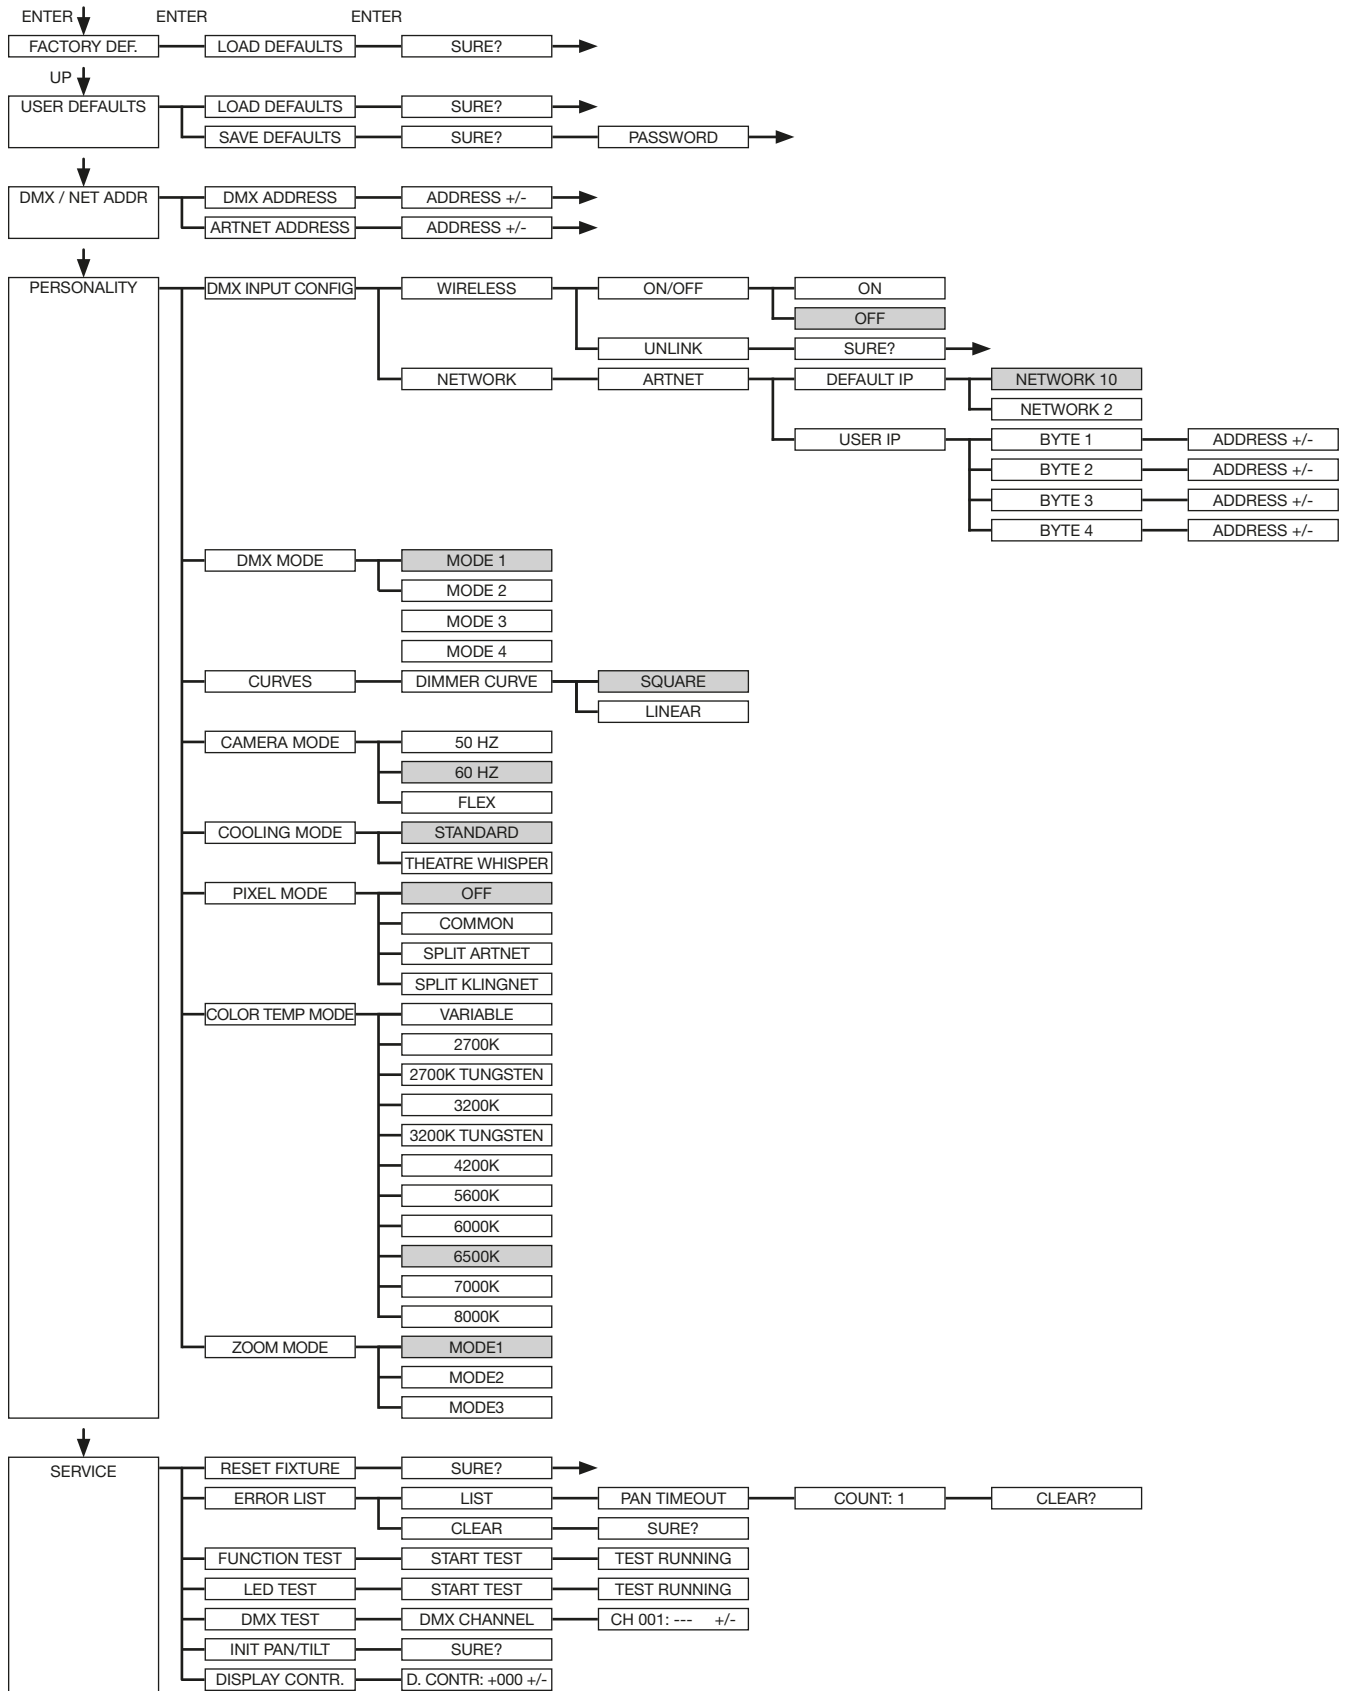 ENTER ENTER ENTER
FACTORY DEF. LOAD DEFAULTS SURE?
UP
USER DEFAULTS LOAD DEFAULTS SURE?
SAVE DEFAULTS SURE? PASSWORD
DMX / NET ADDR DMX ADDRESS ADDRESS +/-
ARTNET ADDRESS ADDRESS +/-
PERSONALITY DMX INPUT CONFIG WIRELESS ON/OFF ON
OFF
UNLINK SURE?
NETWORK ARTNET DEFAULT IP NETWORK 10
NETWORK 2
USER IP BYTE 1 ADDRESS +/-
BYTE 2 ADDRESS +/-
BYTE 3 ADDRESS +/-
BYTE 4 ADDRESS +/-
DMX MODE MODE 1
MODE 2
MODE 3
MODE 4
CURVES DIMMER CURVE SQUARE
LINEAR
CAMERA MODE 50 HZ
60 HZ
FLEX
COOLING MODE STANDARD
THEATRE WHISPER
PIXEL MODE OFF
COMMON
SPLIT ARTNET
SPLIT KLINGNET
COLOR TEMP MODE VARIABLE
2700K
2700K TUNGSTEN
3200K
3200K TUNGSTEN
4200K
5600K
6000K
6500K
7000K
8000K
ZOOM MODE MODE1
MODE2
MODE3
SERVICE RESET FIXTURE SURE?
ERROR LIST LIST PAN TIMEOUT COUNT: 1 CLEAR?
CLEAR SURE?
FUNCTION TEST START TEST TEST RUNNING
LED TEST START TEST TEST RUNNING
DMX TEST DMX CHANNEL CH 001: --- +/-
INIT PAN/TILT SURE?
DISPLAY CONTR. D. CONTR: +000 +/-